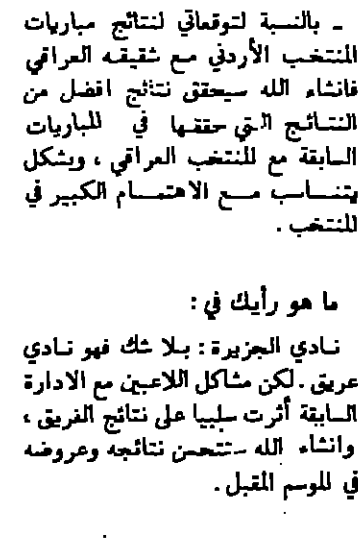 ـ بالنسبة لتوقعاتي لنتائج مباريات
المنتخب الأردني مع شقيقه العراقي
فانشاء الله سيحقق نتائج افضل من
النتائج التي حققها في المباريات
السابقة مع المنتخب العراقي ، وبشكل
يتناسب مع الاهتمام الكبير في
المنتخب .
ما هو رأيك في :
نادي الجزيرة : بلا شك فهو نادي
عريق . لكن مشاكل اللاعبين مع الادارة
السابقة أثرت سلبيا على نتائج الفريق ،
وانشاء الله ستتحسن نتائجه وعروضه
في الموسم المقبل .